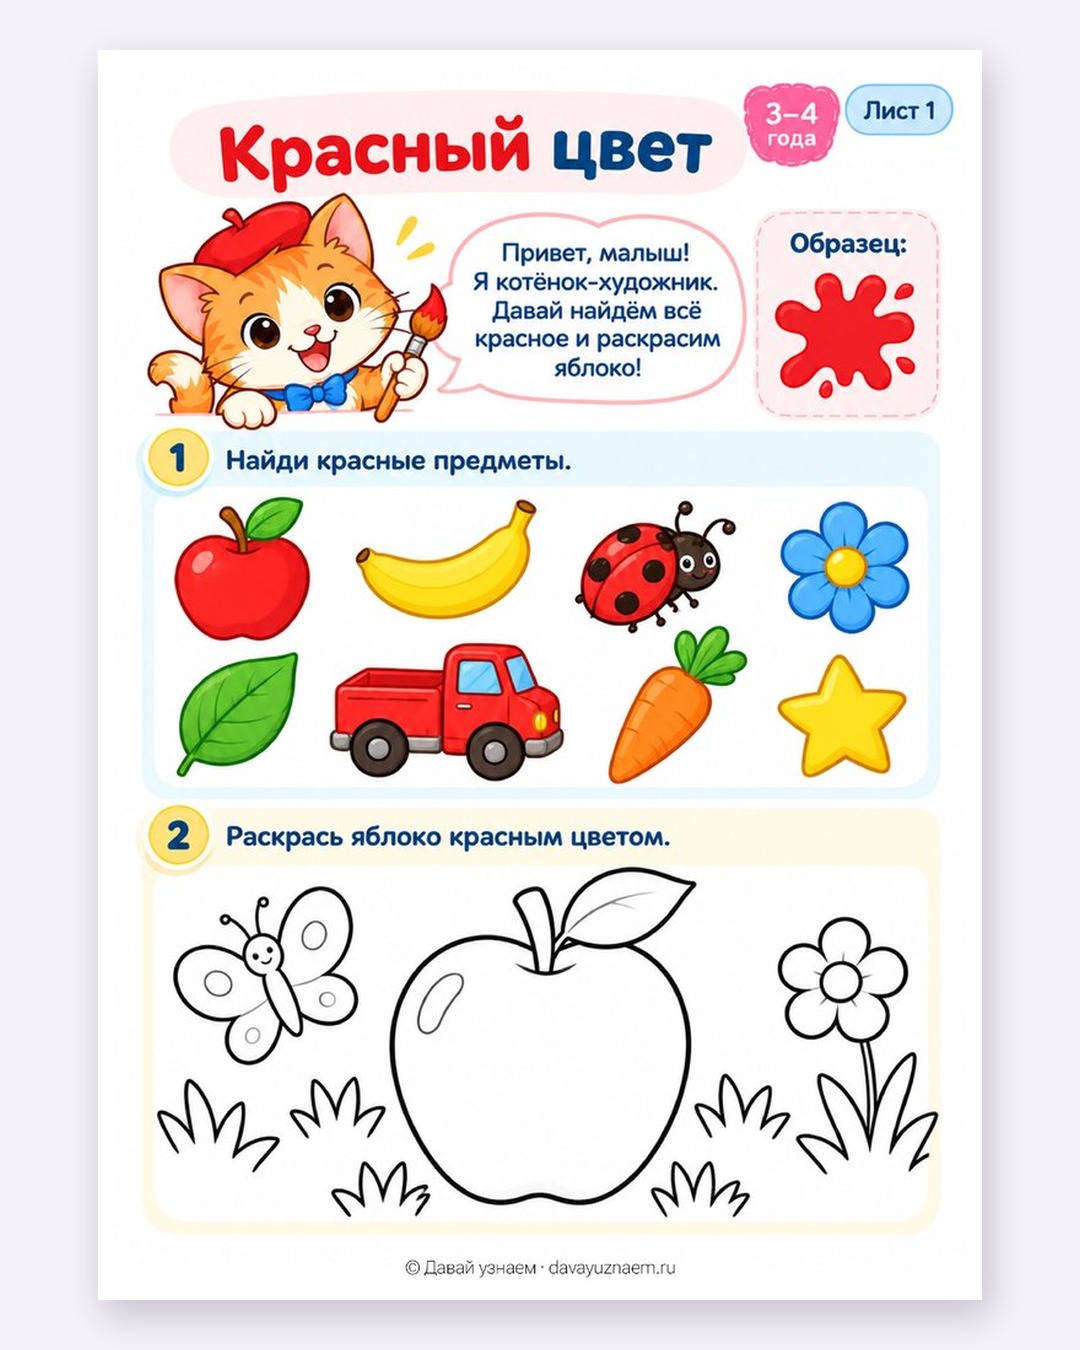 Красный цвет
3–4
года
Лист 1
Привет, малыш!
Я котёнок-художник.
Давай найдём всё
красное и раскрасим
яблоко!
Образец:
1
Найди красные предметы.
2
Раскрась яблоко красным цветом.
© Давай узнаем · davayuznaem.ru